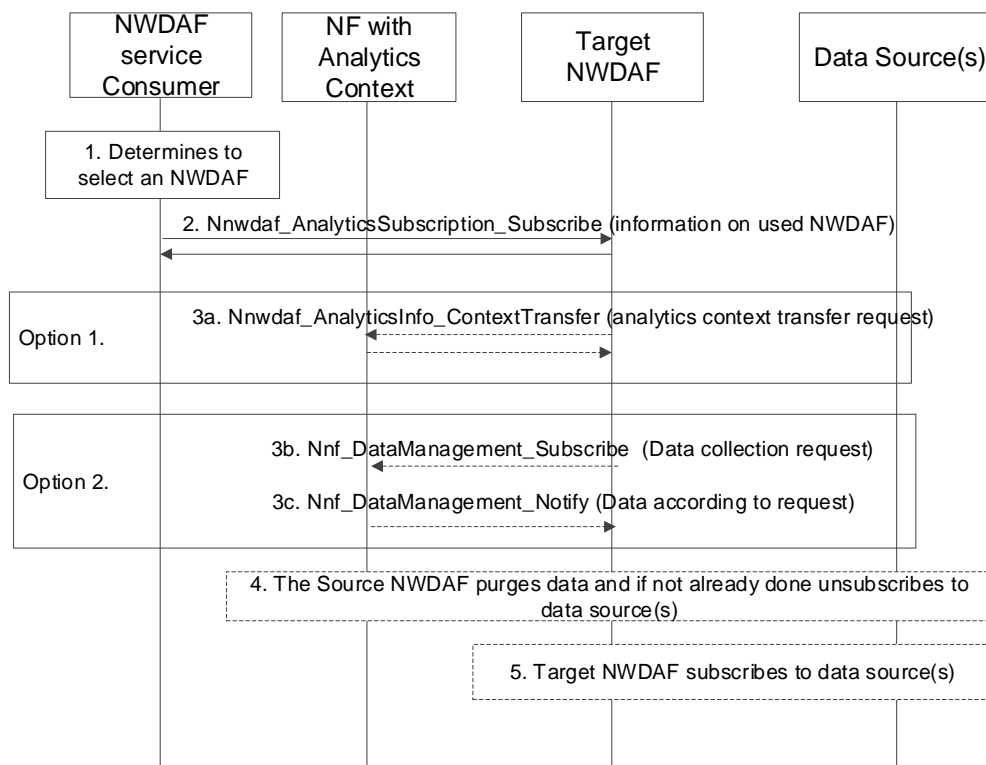 NWDAF
service
Consumer
NF with
Analytics
Context
Target
NWDAF
Data Source(s)
1. Determines to
select an NWDAF
2. Nnwdaf_AnalyticsSubscription_Subscribe (information on used NWDAF)
Option 1.
3a. Nnwdaf_AnalyticsInfo_ContextTransfer (analytics context transfer request)
Option 2.
3b. Nnf_DataManagement_Subscribe (Data collection request)
3c. Nnf_DataManagement_Notify (Data according to request)
4. The Source NWDAF purges data and if not already done unsubscribes to
data source(s)
5. Target NWDAF subscribes to data source(s)